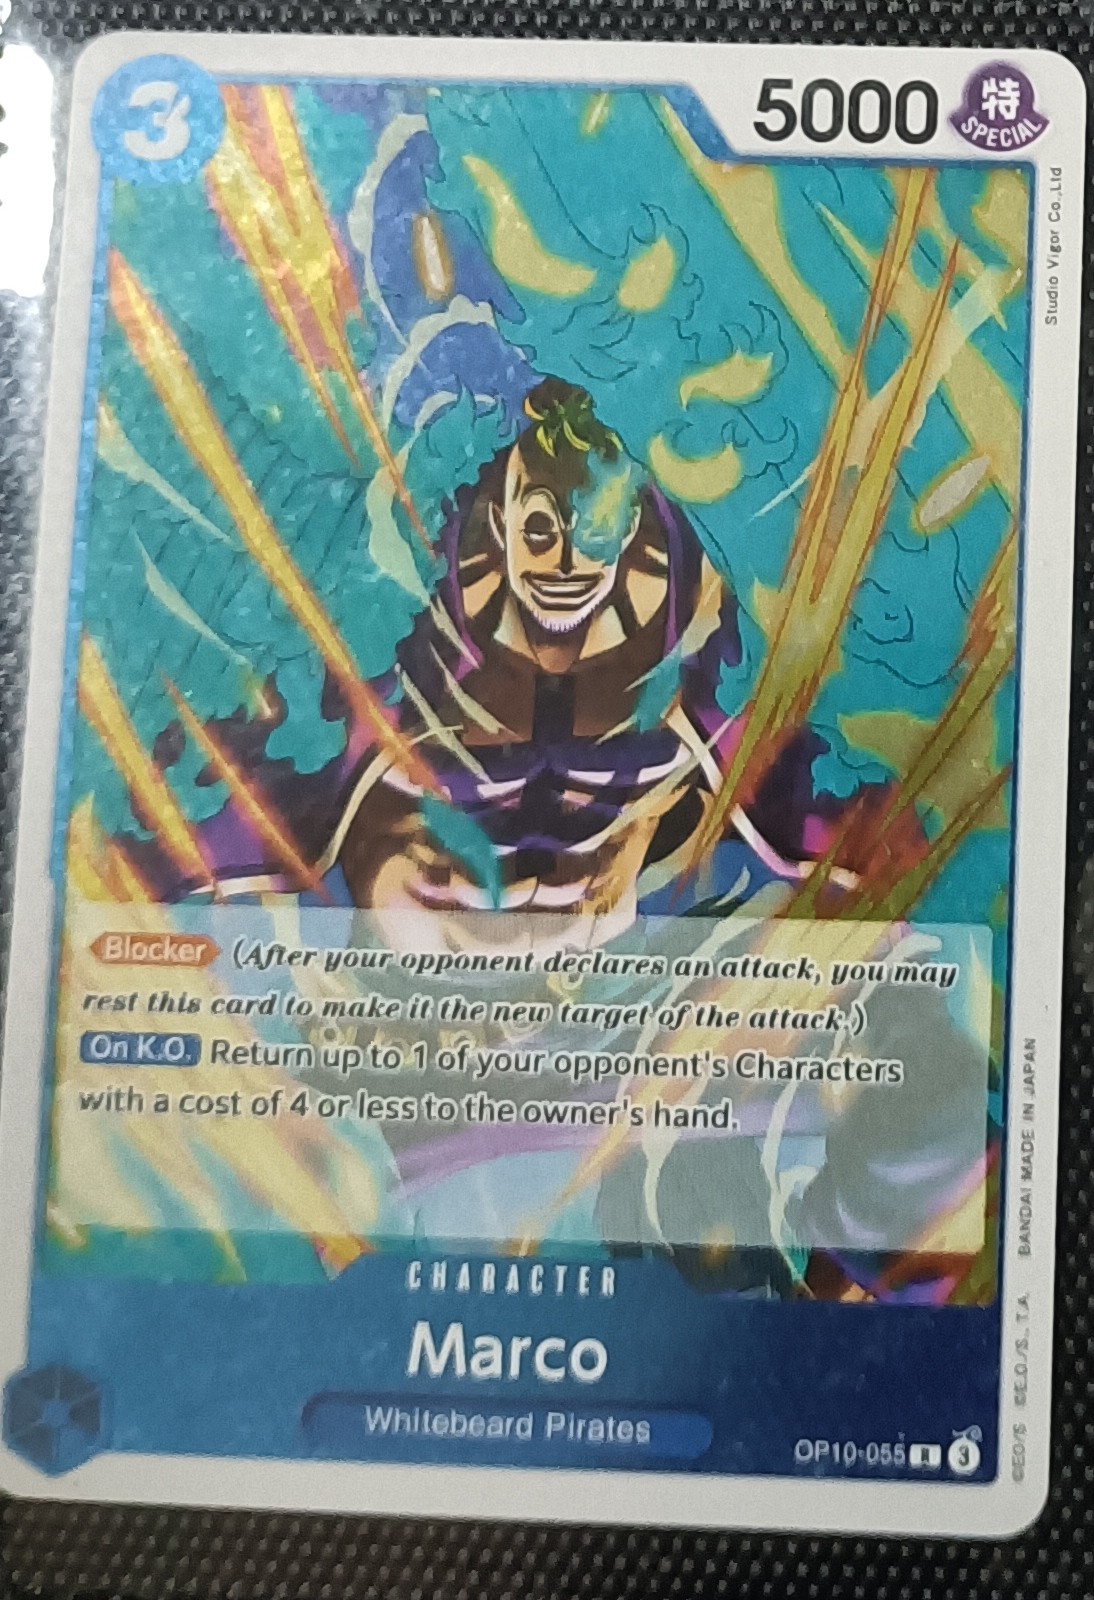 3
5000
特
SPECIAL
Studio Vigor Co.,Ltd
Blocker (After your opponent declares an attack, you may
rest this card to make it the new target of the attack.)
On K.O. Return up to 1 of your opponent's Characters
with a cost of 4 or less to the owner's hand.
CHARACTER
Marco
Whitebeard Pirates
OP10-055 R 3
©EO/S ©E.O./S., T.A. BANDAI MADE IN JAPAN